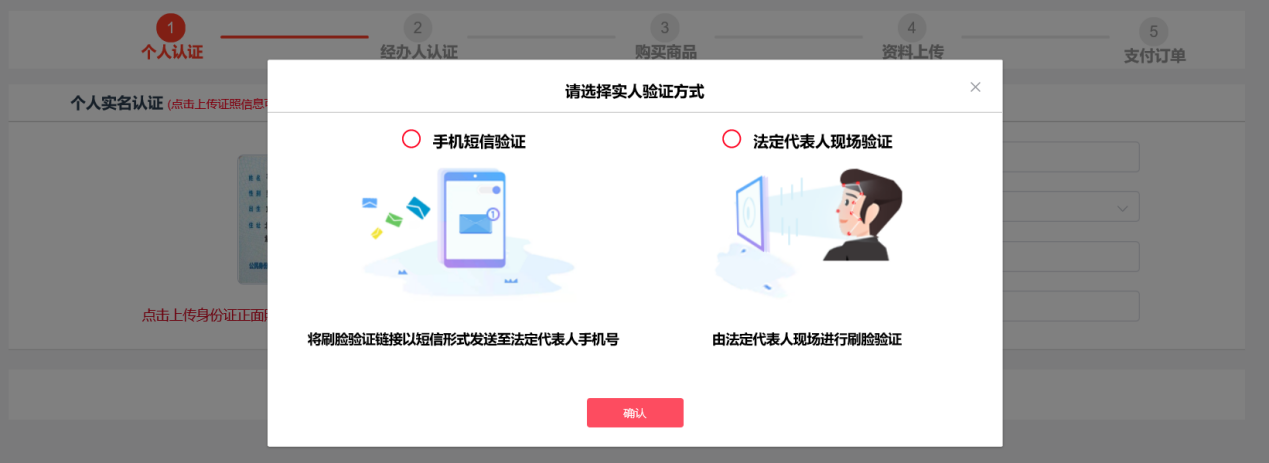 1
个人认证
2
经办人认证
3
购买商品
4
资料上传
5
支付订单
请选择实人验证方式
个人实名认证 (点击上传证照信息
手机短信验证
法定代表人现场验证
1
点击上传身份证正面
将刷脸验证链接以短信形式发送至法定代表人手机号
由法定代表人现场进行刷脸验证
确认